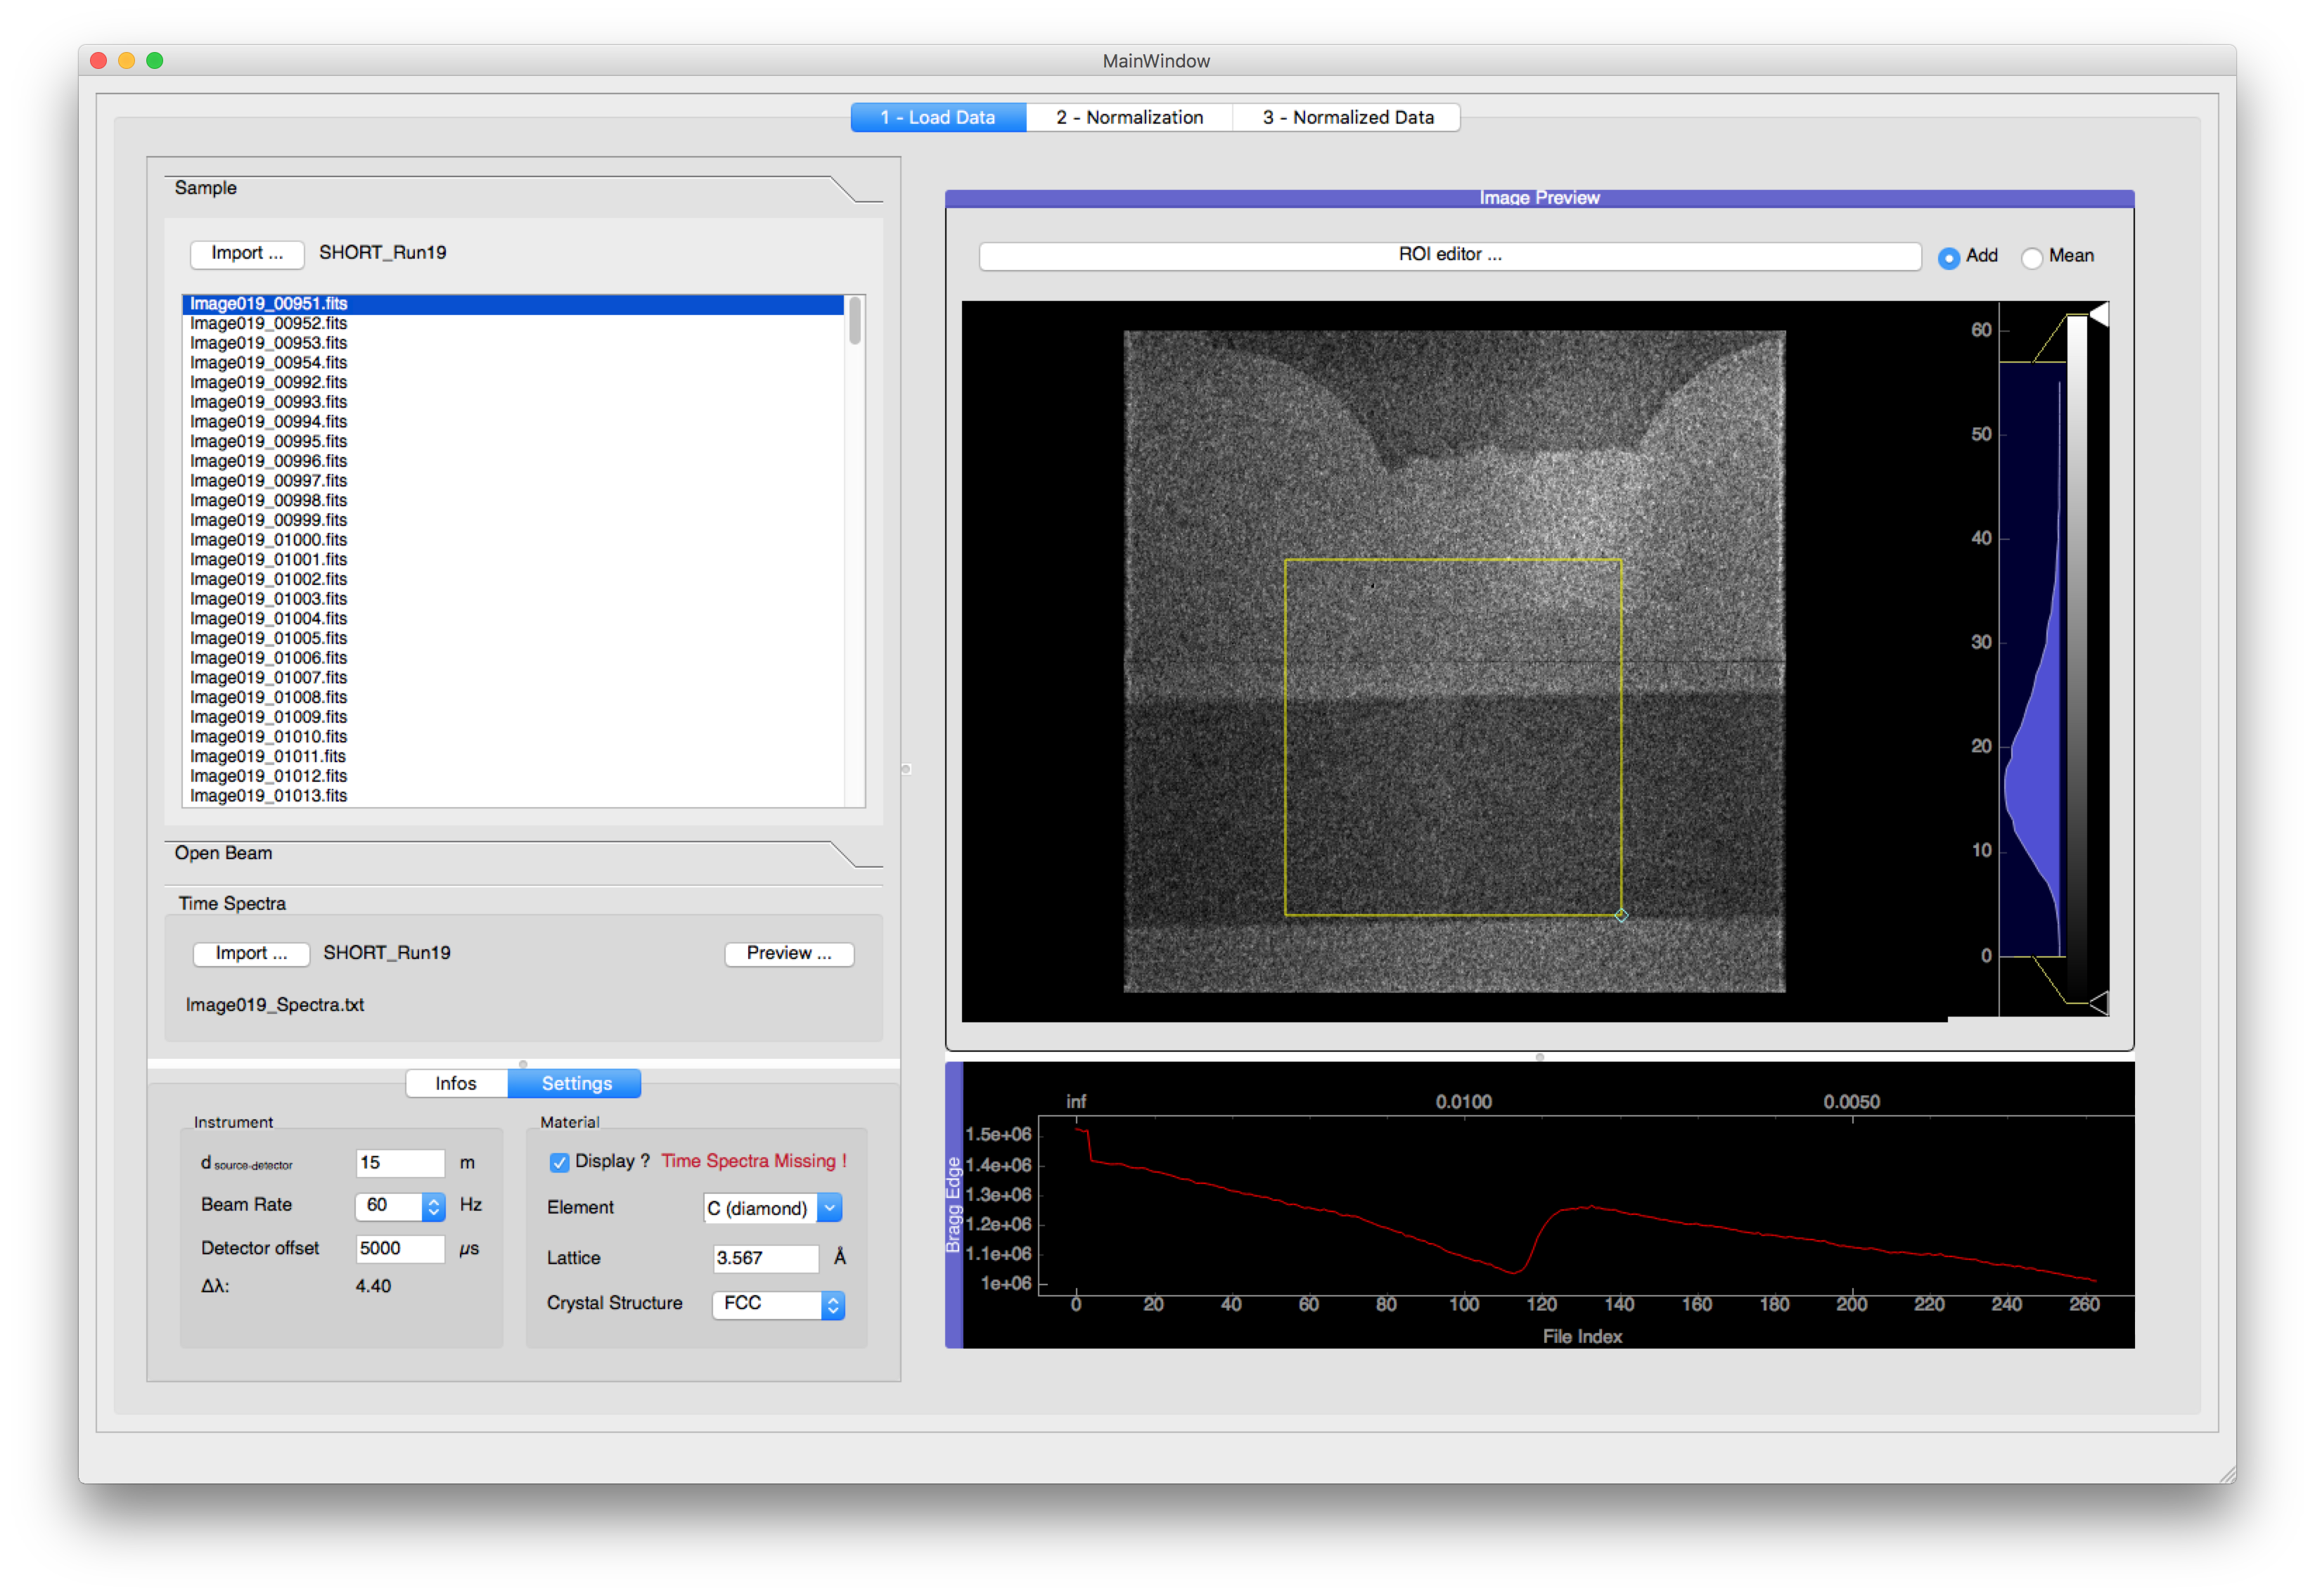 MainWindow
1 - Load Data 2 - Normalization 3 - Normalized Data
Sample
Import ... SHORT_Run19
Image019_00951.fits
Image019_00952.fits
Image019_00953.fits
Image019_00954.fits
Image019_00992.fits
Image019_00993.fits
Image019_00994.fits
Image019_00995.fits
Image019_00996.fits
Image019_00997.fits
Image019_00998.fits
Image019_00999.fits
Image019_01000.fits
Image019_01001.fits
Image019_01002.fits
Image019_01003.fits
Image019_01004.fits
Image019_01005.fits
Image019_01006.fits
Image019_01007.fits
Image019_01008.fits
Image019_01009.fits
Image019_01010.fits
Image019_01011.fits
Image019_01012.fits
Image019_01013.fits
Open Beam
Time Spectra
Import ... SHORT_Run19 Preview ...
Image019_Spectra.txt
Infos Settings
Instrument
d source-detector 15 m
Beam Rate 60 Hz
Detector offset 5000 µs
Δλ: 4.40
Material
Display ? Time Spectra Missing !
Element C (diamond)
Lattice 3.567 Å
Crystal Structure FCC
Image Preview
ROI editor ... Add Mean
60
50
40
30
20
10
0
Bragg Edge
inf 0.0100 0.0050
1.5e+06
1.4e+06
1.3e+06
1.2e+06
1.1e+06
1e+06
0 20 40 60 80 100 120 140 160 180 200 220 240 260
File Index